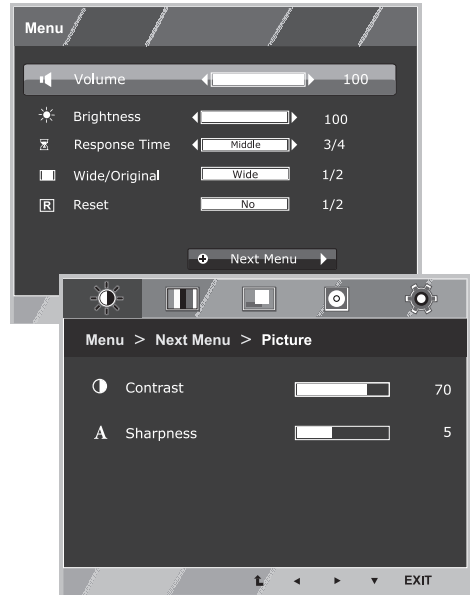 Menu
Volume 100
Brightness 100
Response Time Middle 3/4
Wide/Original Wide 1/2
R Reset No 1/2
Next Menu
Menu > Next Menu > Picture
Contrast 70
A Sharpness 5
EXIT